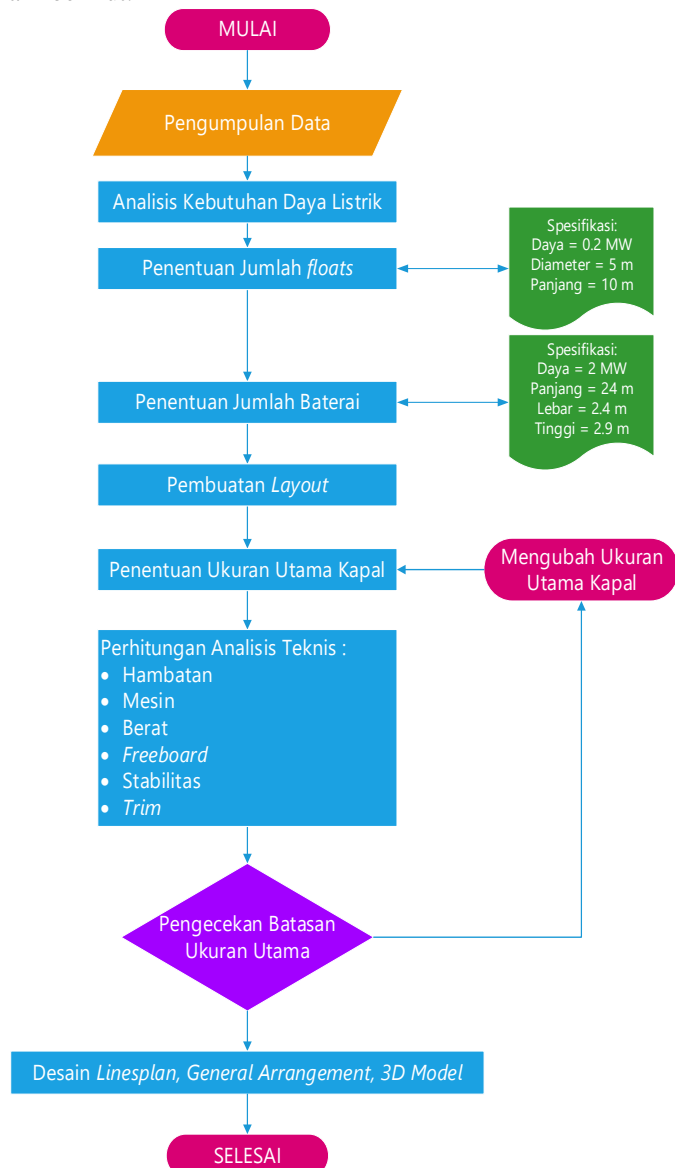 MULAI
Pengumpulan Data
Analisis Kebutuhan Daya Listrik
Penentuan Jumlah floats
Spesifikasi:
Daya = 0.2 MW
Diameter = 5 m
Panjang = 10 m
Spesifikasi:
Daya = 2 MW
Panjang = 24 m
Lebar = 2.4 m
Tinggi = 2.9 m
Penentuan Jumlah Baterai
Pembuatan Layout
Penentuan Ukuran Utama Kapal
Mengubah Ukuran
Utama Kapal
Perhitungan Analisis Teknis :
• Hambatan
• Mesin
• Berat
• Freeboard
• Stabilitas
• Trim
Pengecekan Batasan
Ukuran Utama
Desain Linesplan, General Arrangement, 3D Model
SELESAI